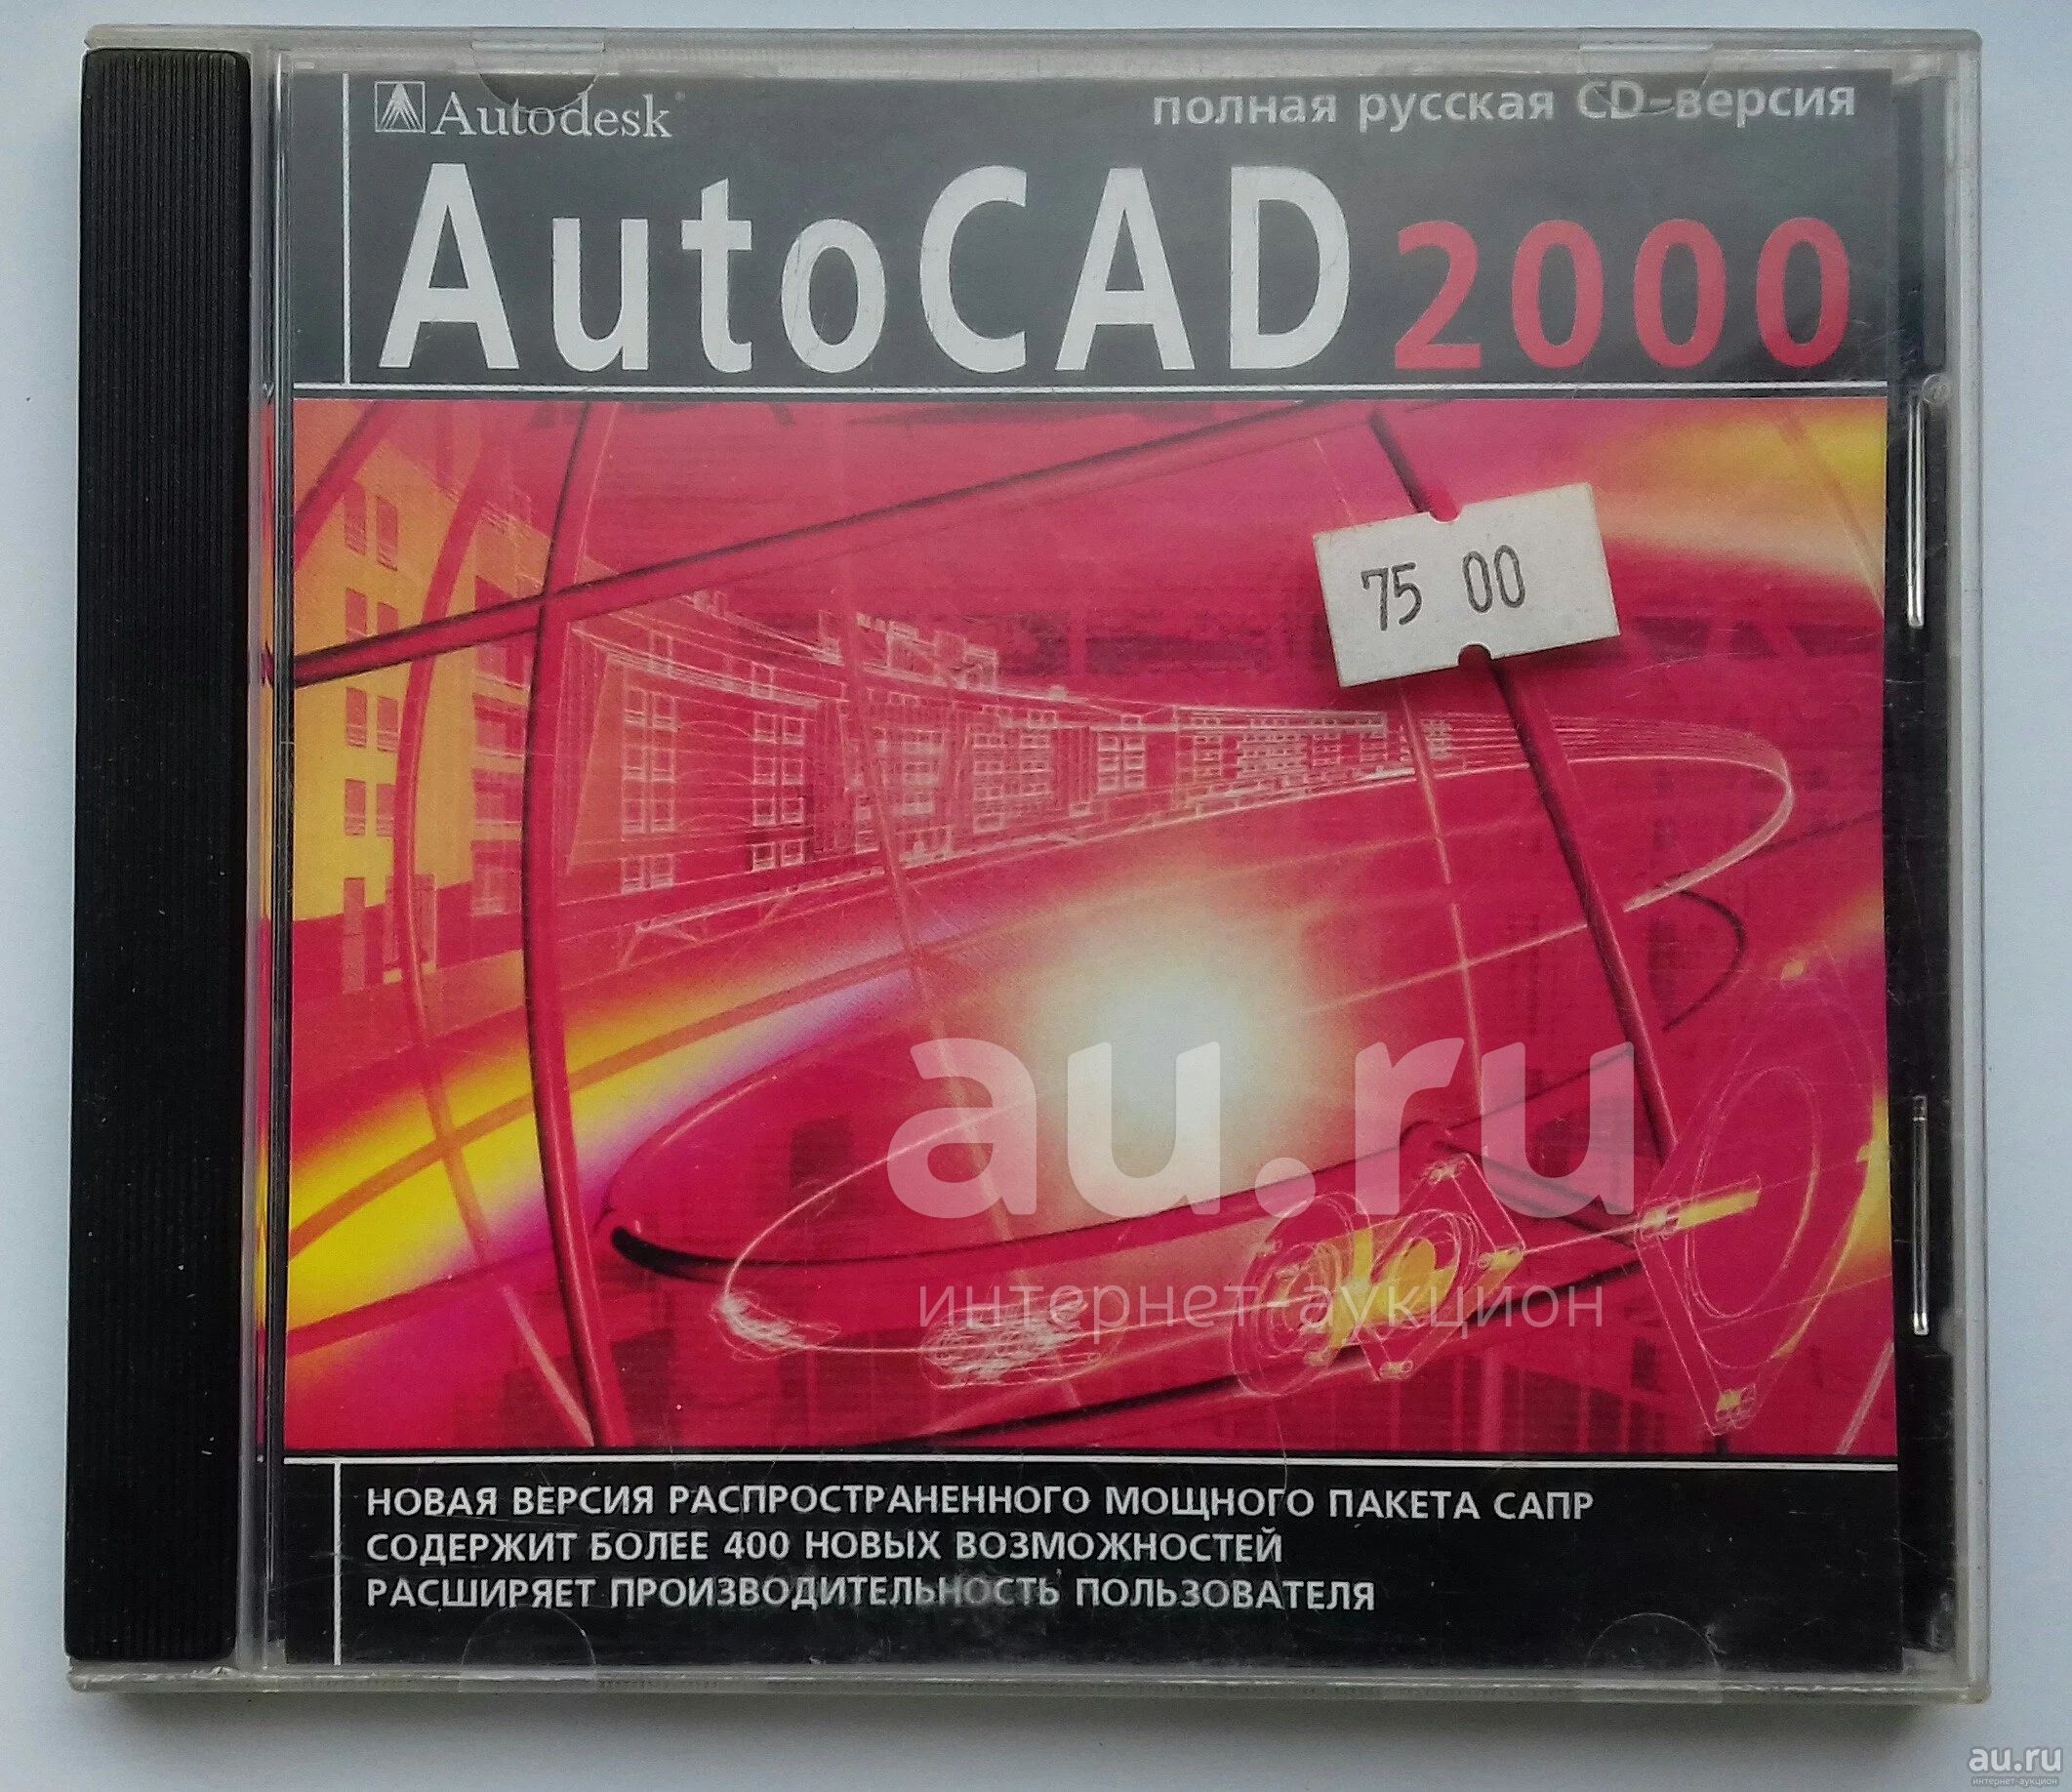 Autodesk
полная русская CD-версия
AutoCAD 2000
75 00
au.ru
интернет-аукцион
НОВАЯ ВЕРСИЯ РАСПРОСТРАНЕННОГО МОЩНОГО ПАКЕТА САПР
СОДЕРЖИТ БОЛЕЕ 400 НОВЫХ ВОЗМОЖНОСТЕЙ
РАСШИРЯЕТ ПРОИЗВОДИТЕЛЬНОСТЬ ПОЛЬЗОВАТЕЛЯ
au.ru
интернет-аукцион